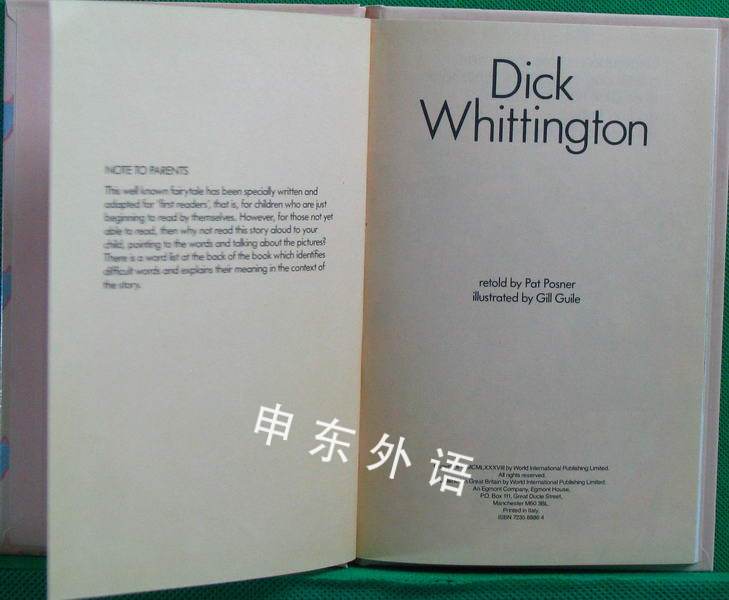 NOTE TO PARENTS
This well known fairytale has been specially written and
adapted for 'first readers', that is, for children who are just
beginning to read by themselves. However, for those not yet
able to read, then why not read this story aloud to your
child, pointing to the words and talking about the pictures?
There is a word list at the back of the book which identifies
difficult words and explains their meaning in the context of
the story.
Dick
Whittington
retold by Pat Posner
illustrated by Gill Guile
MCMLXXXVIII by World International Publishing Limited.
All rights reserved.
Great Britain by World International Publishing Limited.
An Egmont Company, Egmont House,
P.O. Box 111, Great Ducie Street,
Manchester M60 3BL.
Printed in Italy.
ISBN 7235 8886 4
申东外语